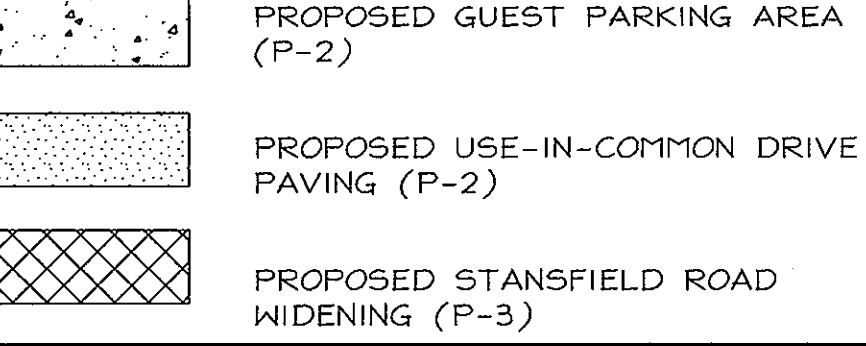 PROPOSED GUEST PARKING AREA
(P-2)
PROPOSED USE-IN-COMMON DRIVE
PAVING (P-2)
PROPOSED STANSFIELD ROAD
WIDENING (P-3)